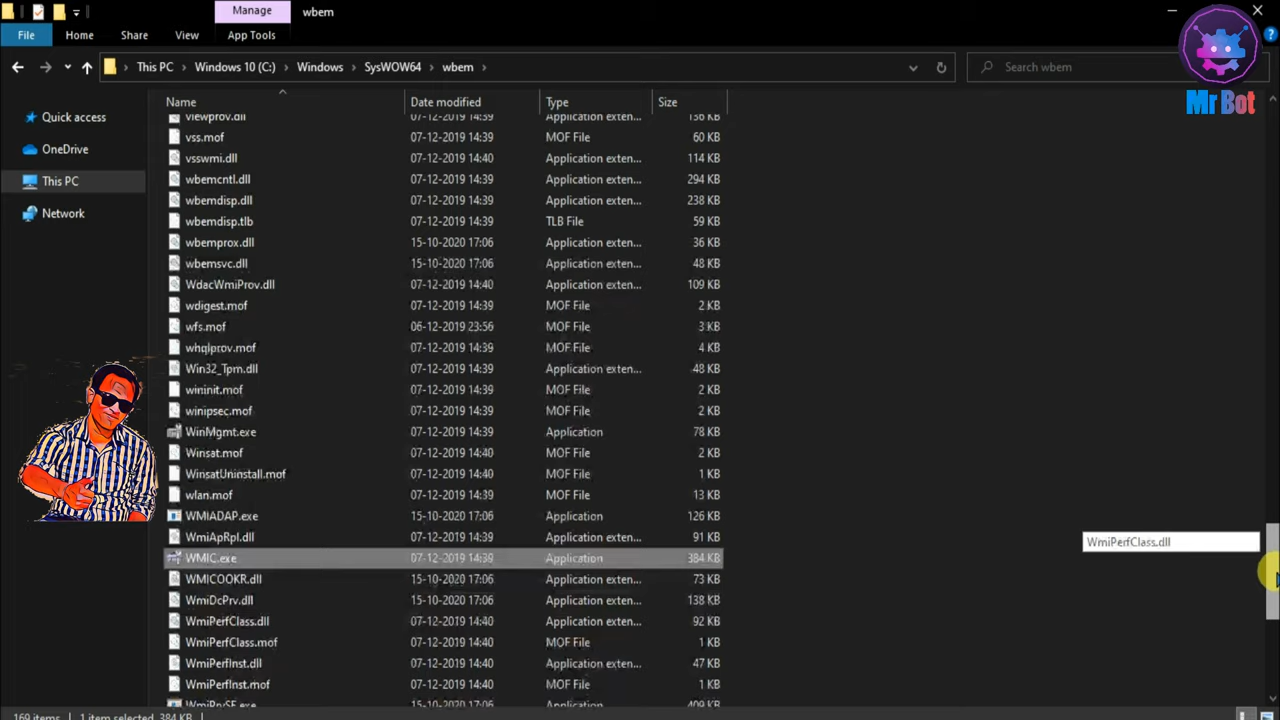 Manage
wbem
File
Home
Share
View
App Tools
This PC
Windows 10 (C:)
Windows
SysWOW64
wbem
Search wbem
Mr Bot
Quick access
OneDrive
This PC
Network
Name
Date modified
Type
Size
viewprov.dll 07-12-2019 14:39 Application exten... 136 KB
vss.mof 07-12-2019 14:39 MOF File 60 KB
vsswmi.dll 07-12-2019 14:40 Application exten... 114 KB
wbemcntl.dll 07-12-2019 14:39 Application exten... 294 KB
wbemdisp.dll 07-12-2019 14:39 Application exten... 238 KB
wbemdisp.tlb 07-12-2019 14:39 TLB File 59 KB
wbemprox.dll 15-10-2020 17:06 Application exten... 36 KB
wbemsvc.dll 15-10-2020 17:06 Application exten... 48 KB
WdacWmiProv.dll 07-12-2019 14:40 Application exten... 109 KB
wdigest.mof 07-12-2019 14:39 MOF File 2 KB
wfs.mof 06-12-2019 23:56 MOF File 3 KB
whqlprov.mof 07-12-2019 14:39 MOF File 4 KB
Win32_Tpm.dll 07-12-2019 14:39 Application exten... 48 KB
wininit.mof 07-12-2019 14:39 MOF File 2 KB
winipsec.mof 07-12-2019 14:39 MOF File 2 KB
WinMgmt.exe 07-12-2019 14:39 Application 78 KB
Winsat.mof 07-12-2019 14:40 MOF File 2 KB
WinsatUninstall.mof 07-12-2019 14:40 MOF File 1 KB
wlan.mof 07-12-2019 14:40 MOF File 13 KB
WMIADAP.exe 15-10-2020 17:06 Application 126 KB
WmiApRpl.dll 07-12-2019 14:40 Application exten... 91 KB
WMIC.exe 07-12-2019 14:39 Application 384 KB
WMICOOKR.dll 15-10-2020 17:06 Application exten... 73 KB
WmiDcPrv.dll 15-10-2020 17:06 Application exten... 138 KB
WmiPerfClass.dll 07-12-2019 14:40 Application exten... 92 KB
WmiPerfClass.mof 07-12-2019 14:40 MOF File 1 KB
WmiPerfInst.dll 07-12-2019 14:40 Application exten... 47 KB
WmiPerfInst.mof 07-12-2019 14:40 MOF File 1 KB
WmiPrvSE.exe 15-10-2020 17:06 Application 409 KB
WmiPerfClass.dll
169 items
1 item selected 384 KB